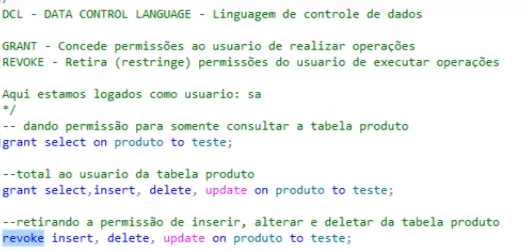 DCL - DATA CONTROL LANGUAGE - Linguagem de controle de dados
GRANT - Concede permissões ao usuario de realizar operações
REVOKE - Retira (restringe) permissões do usuario de executar operações
Aqui estamos logados como usuario: sa
*/
-- dando permissão para somente consultar a tabela produto
grant select on produto to teste;
--total ao usuario da tabela produto
grant select,insert, delete, update on produto to teste;
--retirando a permissão de inserir, alterar e deletar da tabela produto
revoke insert, delete, update on produto to teste;